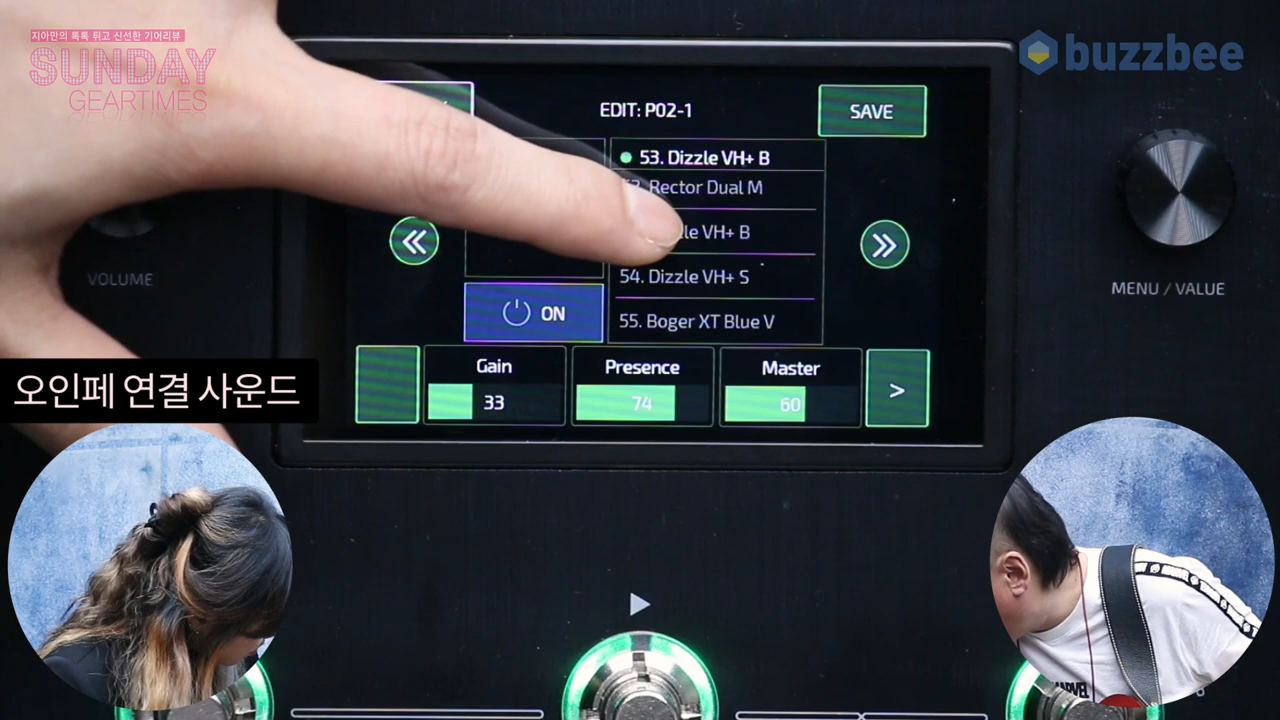 지아만의 톡톡 튀고 신선한 기어리뷰
SUNDAY
GEARTIMES
buzzbee
EDIT: P02-1
SAVE
53. Dizzle VH+ B
Rector Dual M
VH+ B
54. Dizzle VH+ S
55. Boger XT Blue V
ON
VOLUME
MENU / VALUE
Gain
Presence
Master
33
74
60
>
오인페 연결 사운드
MARVEL